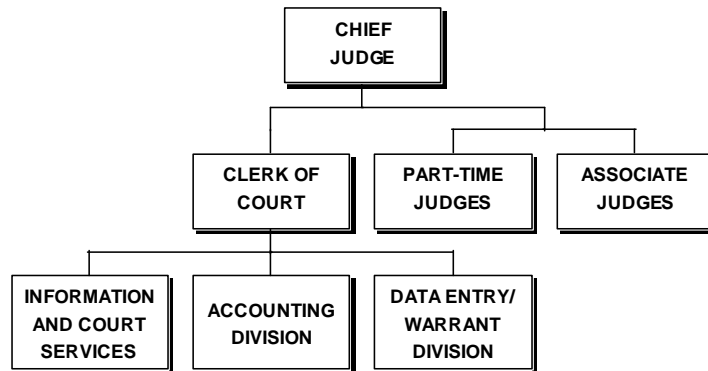 CHIEF
JUDGE
CLERK OF
COURT
PART-TIME
JUDGES
ASSOCIATE
JUDGES
INFORMATION
AND COURT
SERVICES
ACCOUNTING
DIVISION
DATA ENTRY/
WARRANT
DIVISION